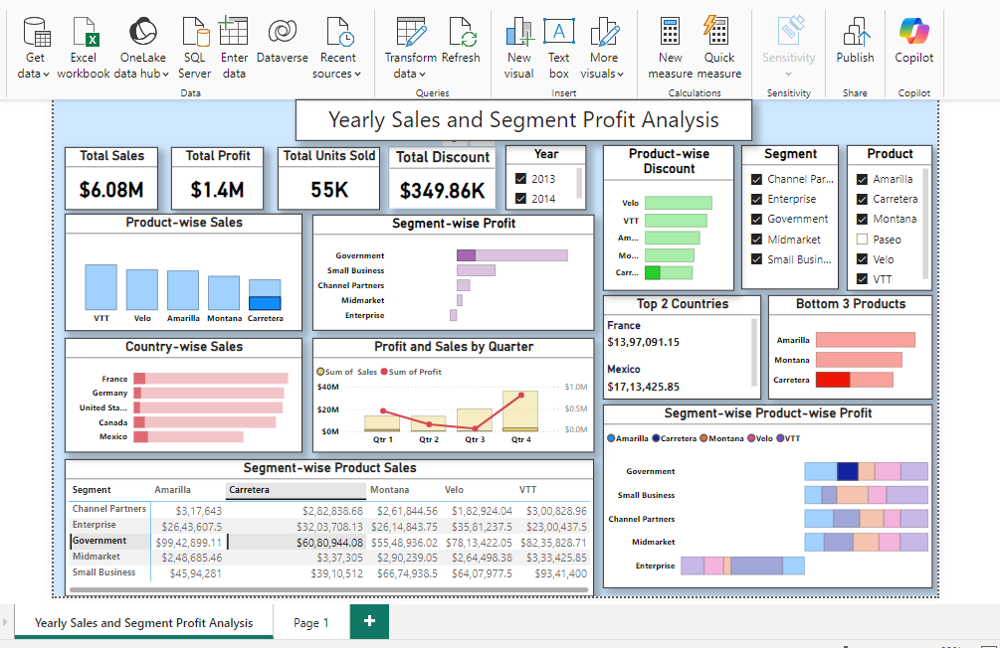 Get data
Excel workbook
OneLake data hub
SQL Server
Enter data
Dataverse
Recent sources
Transform data
Refresh
New visual
Text box
More visuals
New measure
Quick measure
Sensitivity
Publish
Copilot
Data
Queries
Insert
Calculations
Sensitivity
Share
Copilot
Yearly Sales and Segment Profit Analysis
Total Sales
$6.08M
Total Profit
$1.4M
Total Units Sold
55K
Total Discount
$349.86K
Year
2013
2014
Product-wise Discount
Velo
VTT
Am...
Mo...
Carr...
Segment
Channel Par...
Enterprise
Government
Midmarket
Small Busin...
Product
Amarilla
Carretera
Montana
Paseo
Velo
VTT
Product-wise Sales
VTT Velo Amarilla Montana Carretera
Segment-wise Profit
Government
Small Business
Channel Partners
Midmarket
Enterprise
Top 2 Countries
France
$13,97,091.15
Mexico
$17,13,425.85
Bottom 3 Products
Amarilla
Montana
Carretera
Country-wise Sales
France
Germany
United Sta...
Canada
Mexico
Profit and Sales by Quarter
Sum of Sales Sum of Profit
$40M $1.0M
$20M $0.5M
$0M $0.0M
Qtr 1 Qtr 2 Qtr 3 Qtr 4
Segment-wise Product-wise Profit
Amarilla Carretera Montana Velo VTT
Government
Small Business
Channel Partners
Midmarket
Enterprise
Segment-wise Product Sales
Segment Amarilla Carretera Montana Velo VTT
Channel Partners $3,17,643 $2,82,838.68 $2,61,844.56 $1,82,924.04 $3,00,828.96
Enterprise $26,43,607.5 $32,03,708.13 $26,14,843.75 $35,81,237.5 $23,00,437.5
Government $99,42,899.11 $60,80,944.08 $55,48,936.02 $78,13,422.05 $82,35,828.71
Midmarket $2,48,685.46 $3,37,305 $2,90,239.05 $2,64,498.38 $3,33,425.85
Small Business $45,94,281 $39,10,512 $66,74,938.5 $64,07,977.5 $93,41,400
Yearly Sales and Segment Profit Analysis
Page 1
+